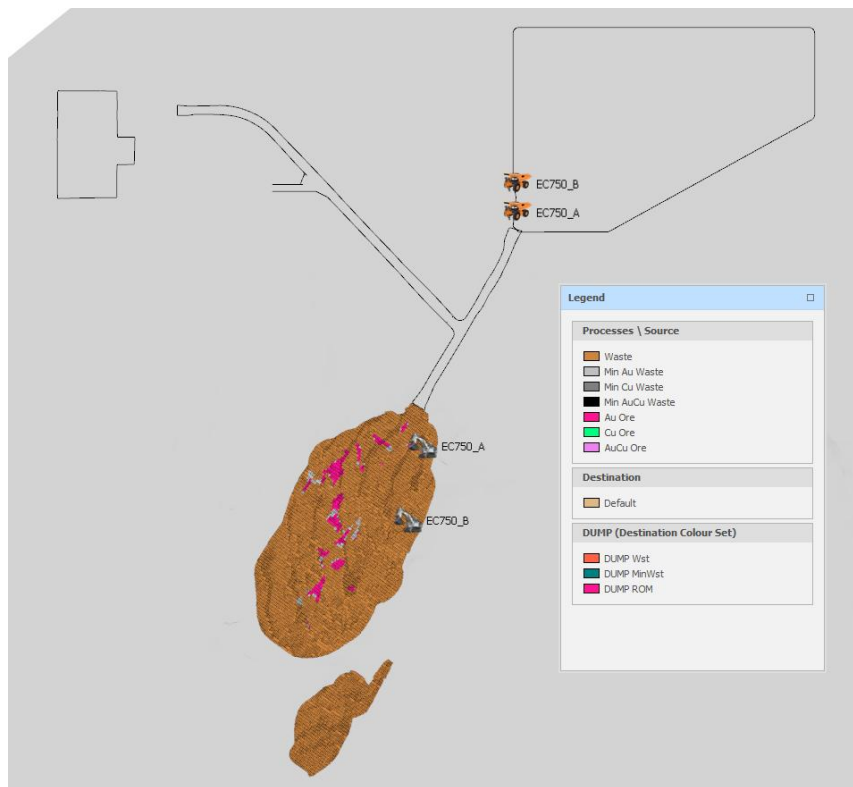 EC750_B
EC750_A
Legend
Processes \ Source
Waste
Min Au Waste
Min Cu Waste
Min AuCu Waste
Au Ore
Cu Ore
AuCu Ore
Destination
Default
DUMP (Destination Colour Set)
DUMP Wst
DUMP MinWst
DUMP ROM
EC750_A
EC750_B